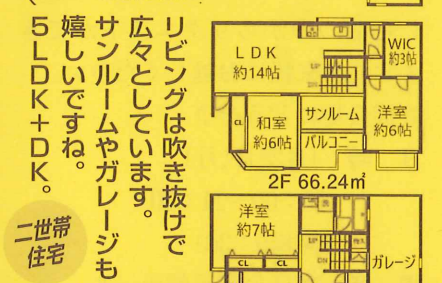 リビングは吹き抜けで
広々としています。
サンルームやガレージも
嬉しいですね。
5LDK+DK。
二世帯
住宅
LDK
約14帖
UP
DN
WIC
約3帖
CL
和室
約6帖
サンルーム
バルコニー
洋室
約6帖
2F 66.24㎡
洋室
約7帖
UP
DN
CL
CL
ガレージ